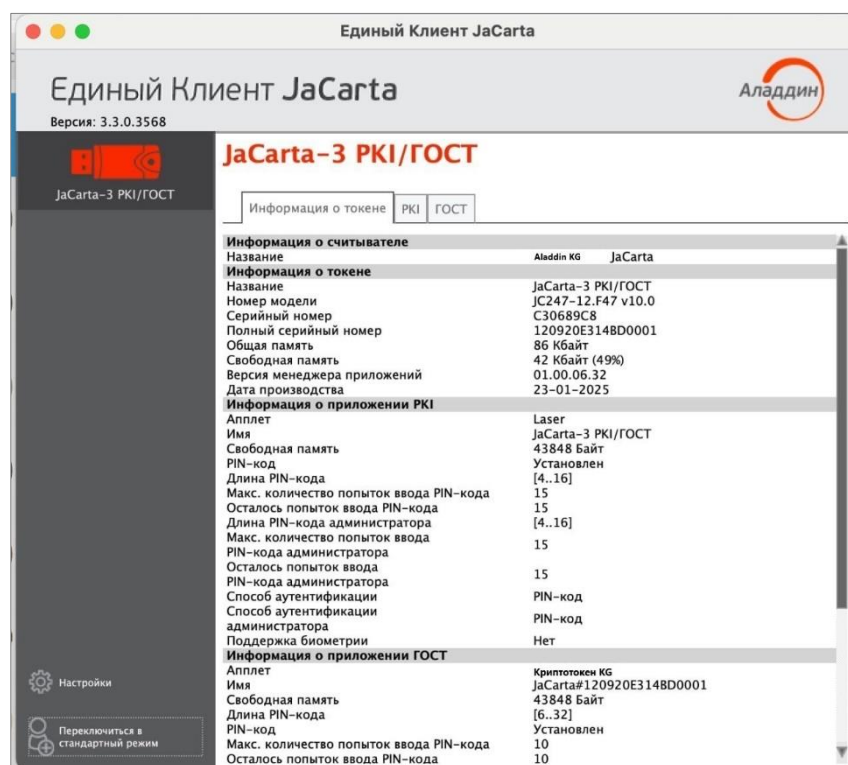 Единый Клиент JaCarta
Единый Клиент JaCarta
Версия: 3.3.0.3568
Аладдин
JaCarta-3 PKI/ГОСТ
JaCarta-3 PKI/ГОСТ
Информация о токене PKI ГОСТ
Информация о считывателе
Название Aladdin KG JaCarta
Информация о токене
Название JaCarta-3 PKI/ГОСТ
Номер модели JC247-12.F47 v10.0
Серийный номер C30689C8
Полный серийный номер 120920E314BD0001
Общая память 86 Кбайт
Свободная память 42 Кбайт (49%)
Версия менеджера приложений 01.00.06.32
Дата производства 23-01-2025
Информация о приложении PKI
Апплет Laser
Имя JaCarta-3 PKI/ГОСТ
Свободная память 43848 Байт
PIN-код Установлен
Длина PIN-кода [4..16]
Макс. количество попыток ввода PIN-кода 15
Осталось попыток ввода PIN-кода 15
Длина PIN-кода администратора [4..16]
Макс. количество попыток ввода
PIN-кода администратора 15
Осталось попыток ввода
PIN-кода администратора 15
Способ аутентификации PIN-код
Способ аутентификации
администратора PIN-код
Поддержка биометрии Нет
Информация о приложении ГОСТ
Апплет Криптотокен KG
Имя JaCarta#120920E314BD0001
Свободная память 43848 Байт
Длина PIN-кода [6..32]
PIN-код Установлен
Макс. количество попыток ввода PIN-кода 10
Осталось попыток ввода PIN-кода 10
Настройки
Переключиться в
стандартный режим